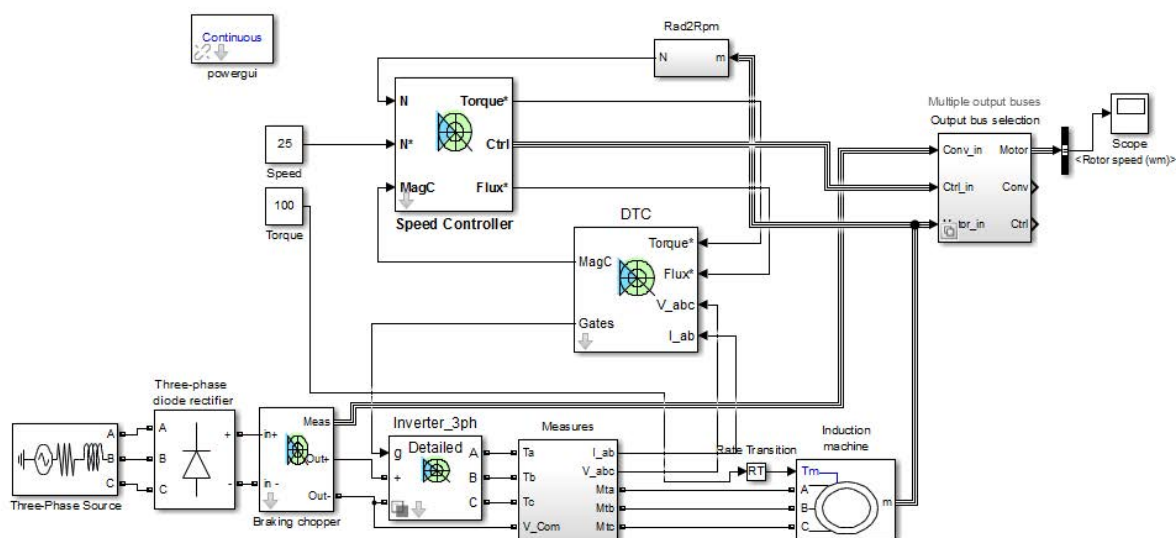 Continuous
powergui
Rad2Rpm
N
m
N
Torque*
N*
Ctrl
MagC
Flux*
Speed Controller
25
Speed
100
Torque
Multiple output buses
Output bus selection
Conv_in
Motor
Ctrl_in
Conv
tor_in
Ctrl
Scope
<Rotor speed (wm)>
DTC
Torque*
MagC
Flux*
V_abc
Gates
I_ab
Three-phase
diode rectifier
A
B
C
Three-Phase Source
A
B
C
+
-
in+
in -
Meas
Out+
Out-
Braking chopper
Inverter_3ph
Detailed
g
+
-
A
B
C
Measures
Ta
Tb
Tc
V_Com
I_ab
V_abc
Mta
Mtb
Mtc
Rate Transition
RT
Induction
machine
Tm
A
B
C
m